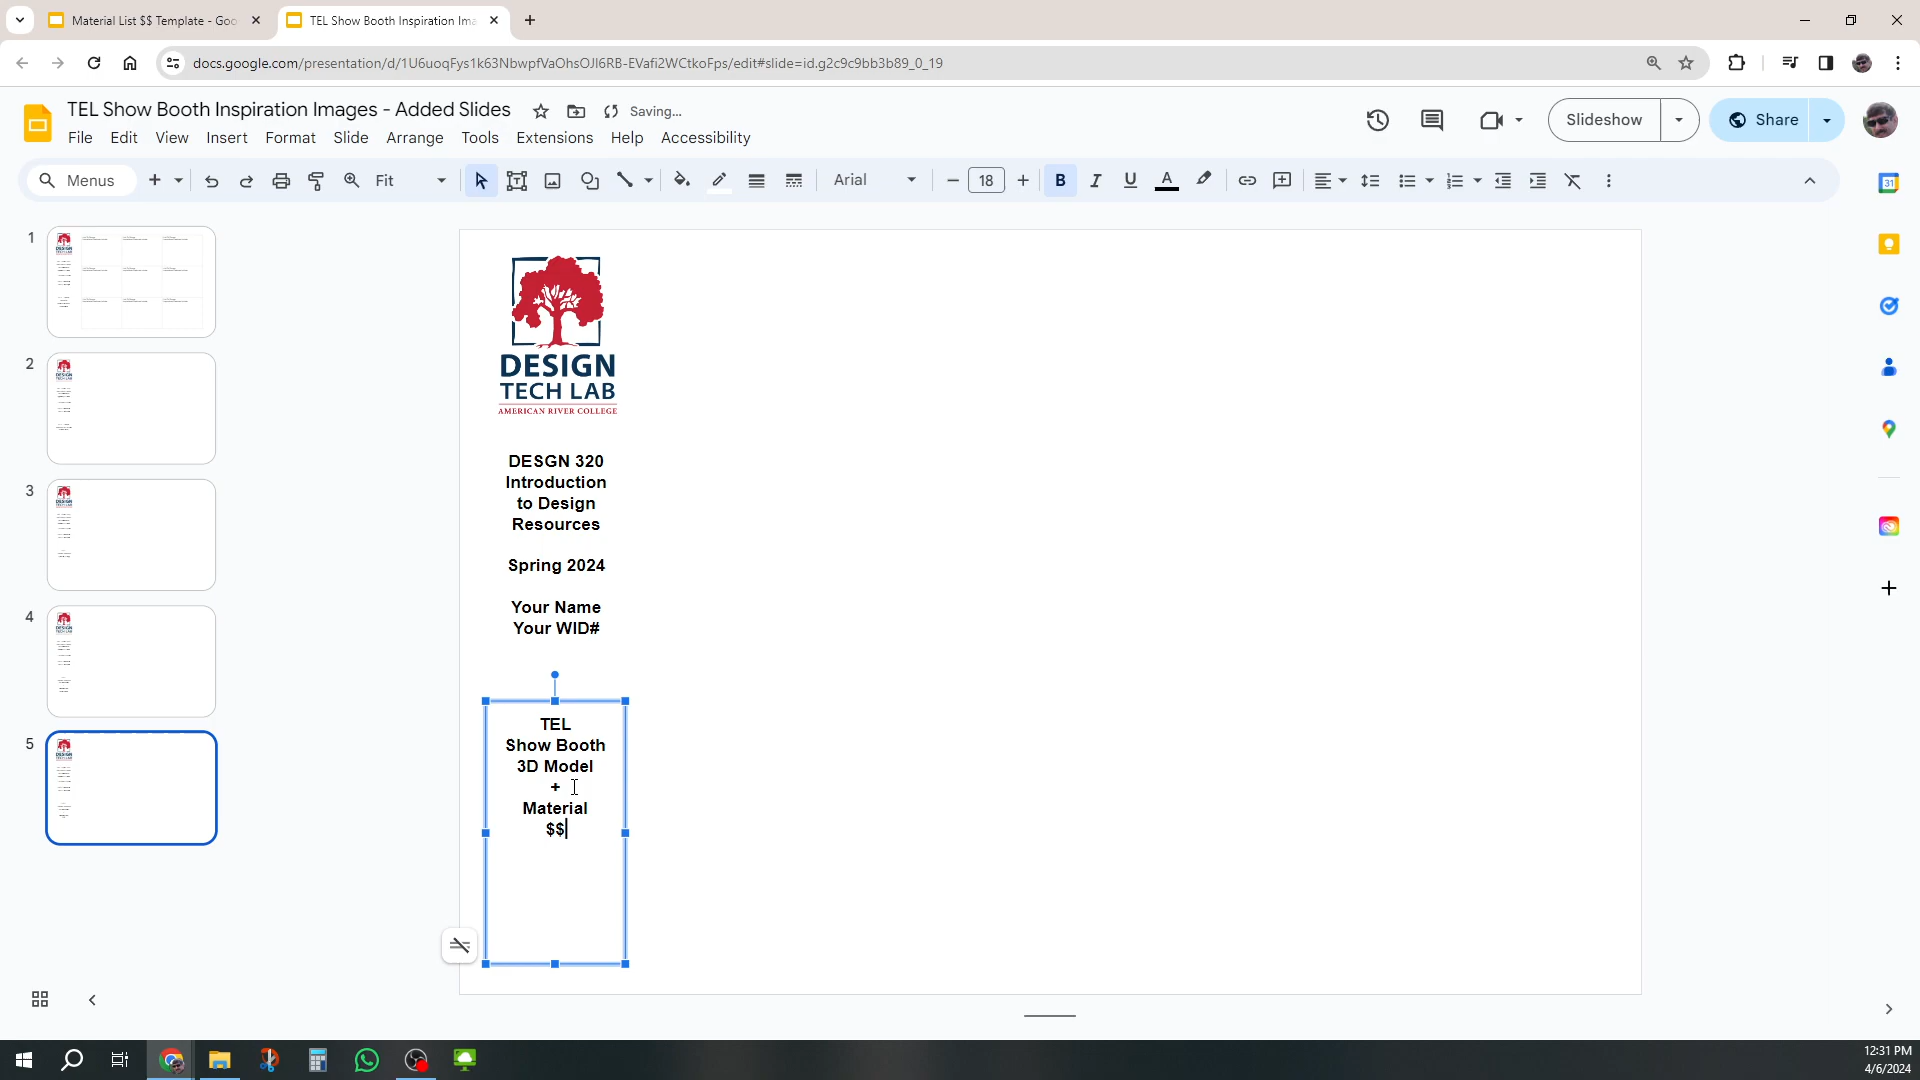 Material List $$ Template - Goo
TEL Show Booth Inspiration Ima
docs.google.com/presentation/d/1U6uoqFys1k63NbwpfVaOhsOJl6RB-EVafi2WCtkoFps/edit#slide=id.g2c9c9bb3b89_0_19
TEL Show Booth Inspiration Images - Added Slides
Saving...
File Edit View Insert Format Slide Arrange Tools Extensions Help Accessibility
Slideshow
Share
Menus
Fit
Arial
18
B I U A
31
1
2
3
4
5
DESIGN
TECH LAB
AMERICAN RIVER COLLEGE
DESGN 320
Introduction
to Design
Resources
Spring 2024
Your Name
Your WID#
TEL
Show Booth
3D Model
+
Material
$$
12:31 PM
4/6/2024